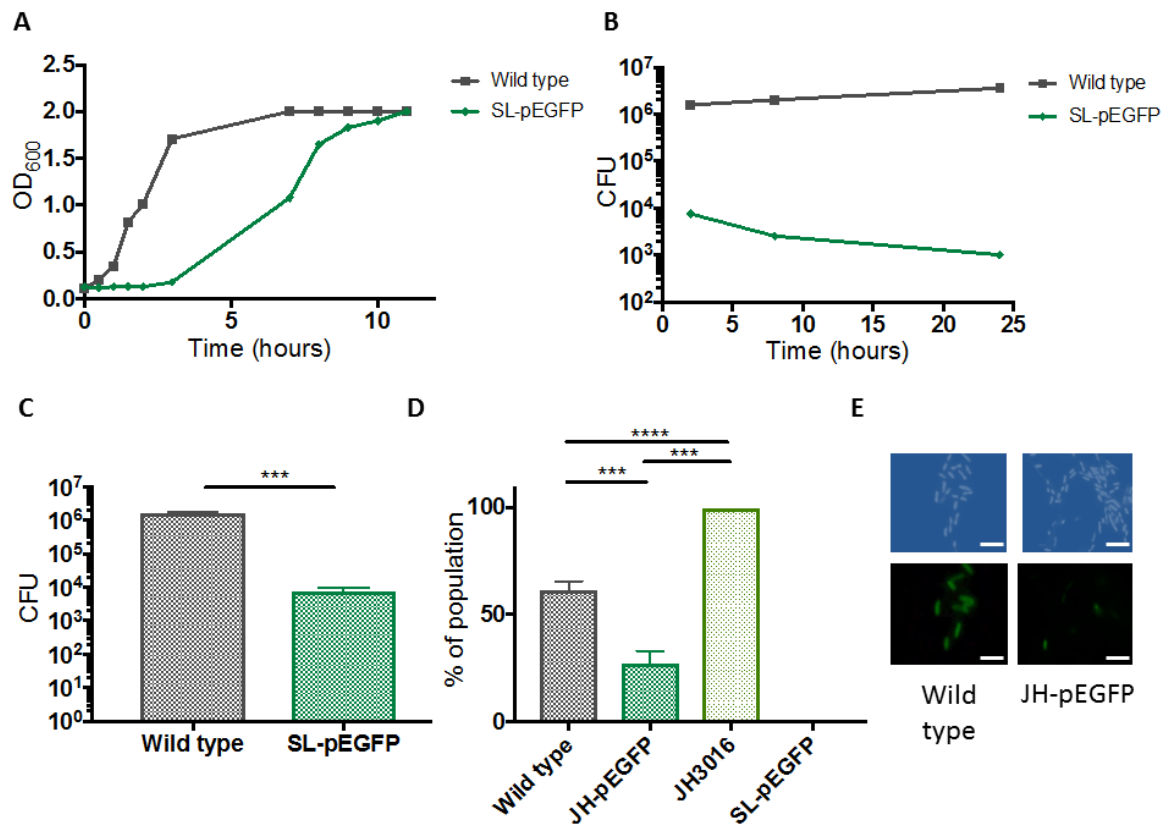 A
2.5
2.0
1.5
1.0
0.5
0.0
OD600
0
5
10
Time (hours)
Wild type
SL-pEGFP
B
10^7
10^6
10^5
10^4
10^3
10^2
CFU
0
5
10
15
20
25
Time (hours)
Wild type
SL-pEGFP
C
***
10^7
10^6
10^5
10^4
10^3
10^2
10^1
10^0
CFU
Wild type
SL-pEGFP
D
****
***
***
100
50
0
% of population
Wild type
JH-pEGFP
JH3016
SL-pEGFP
E
Wild
type
JH-pEGFP